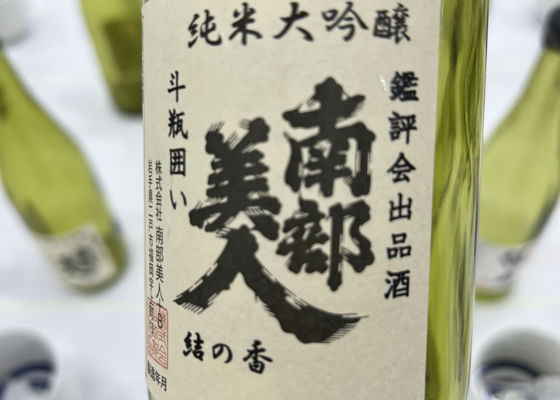 純米大吟醸
鑑評会出品酒
南部
美人
斗瓶囲い
結の香
株式会社 南部美人